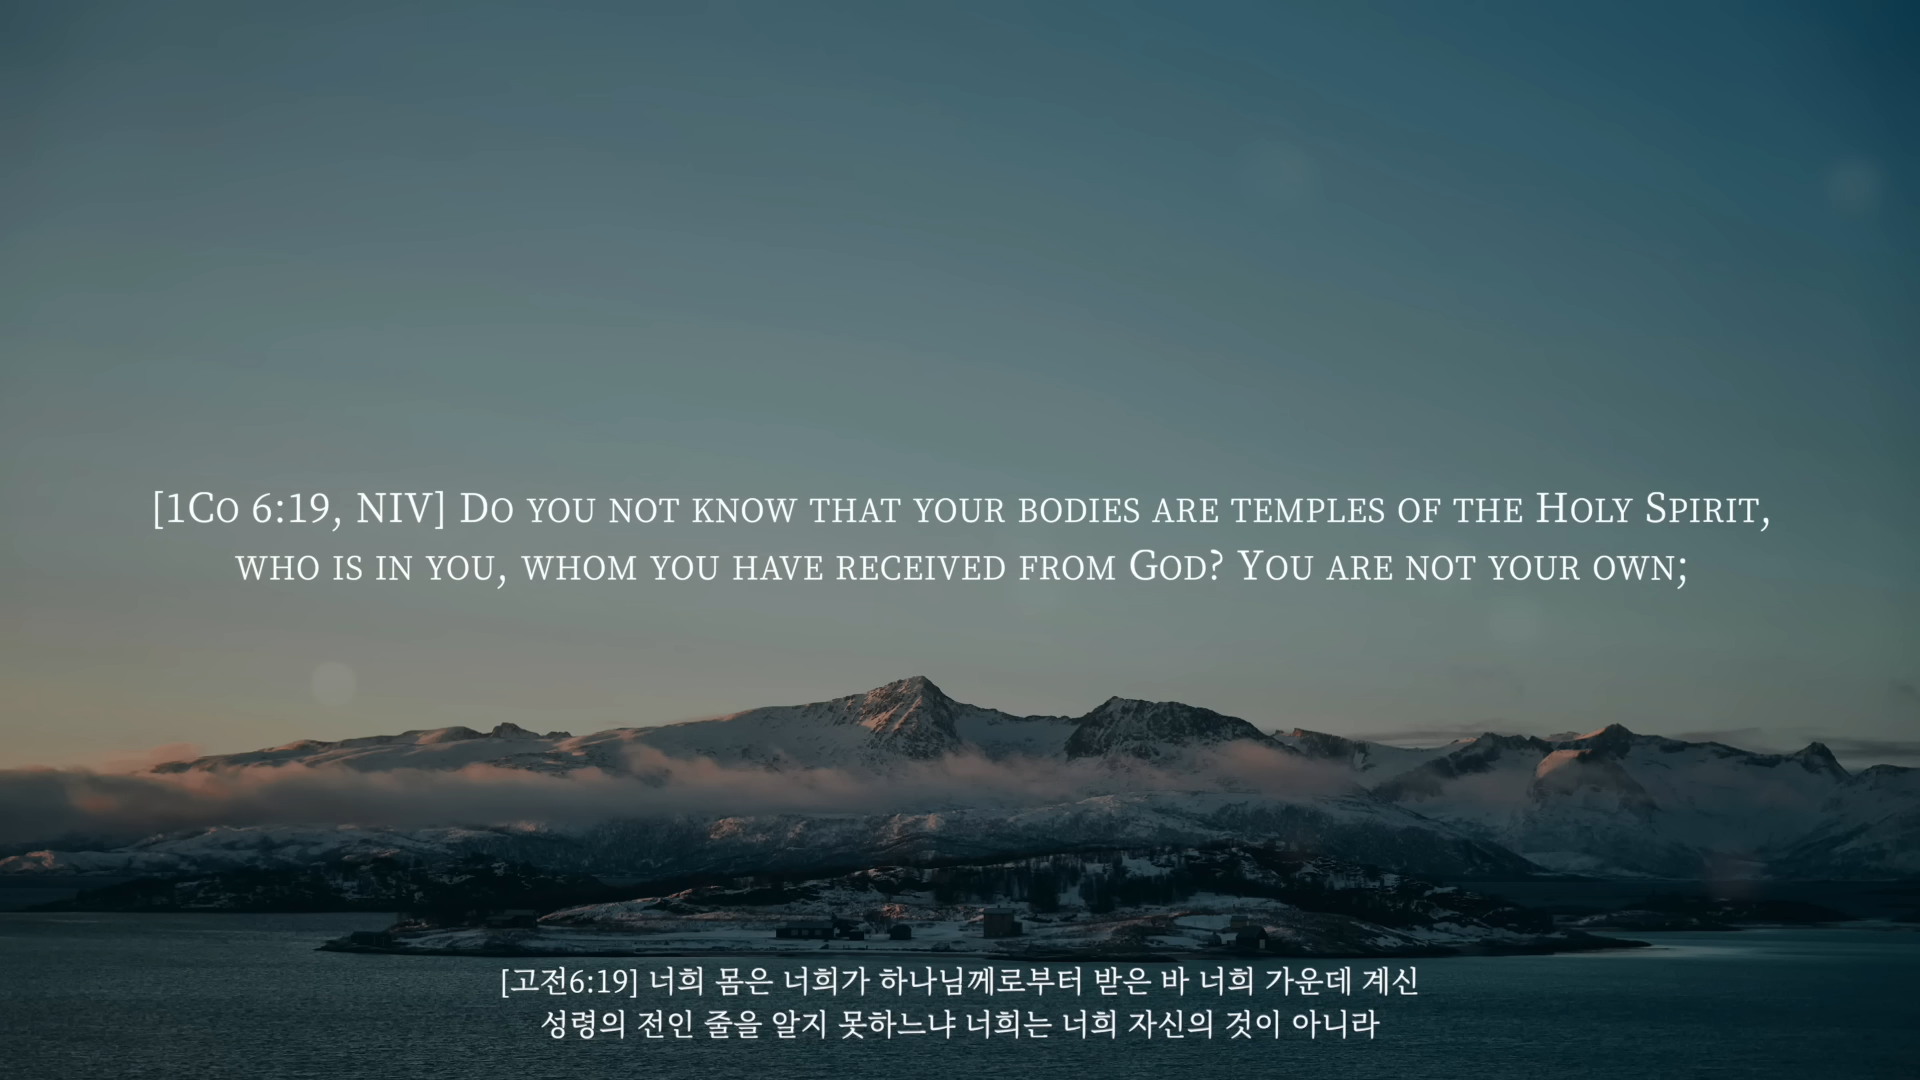 [1Co 6:19, NIV] Do you not know that your bodies are temples of the Holy Spirit,
who is in you, whom you have received from God? You are not your own;
[고전6:19] 너희 몸은 너희가 하나님께로부터 받은 바 너희 가운데 계신
성령의 전인 줄을 알지 못하느냐 너희는 너희 자신의 것이 아니라